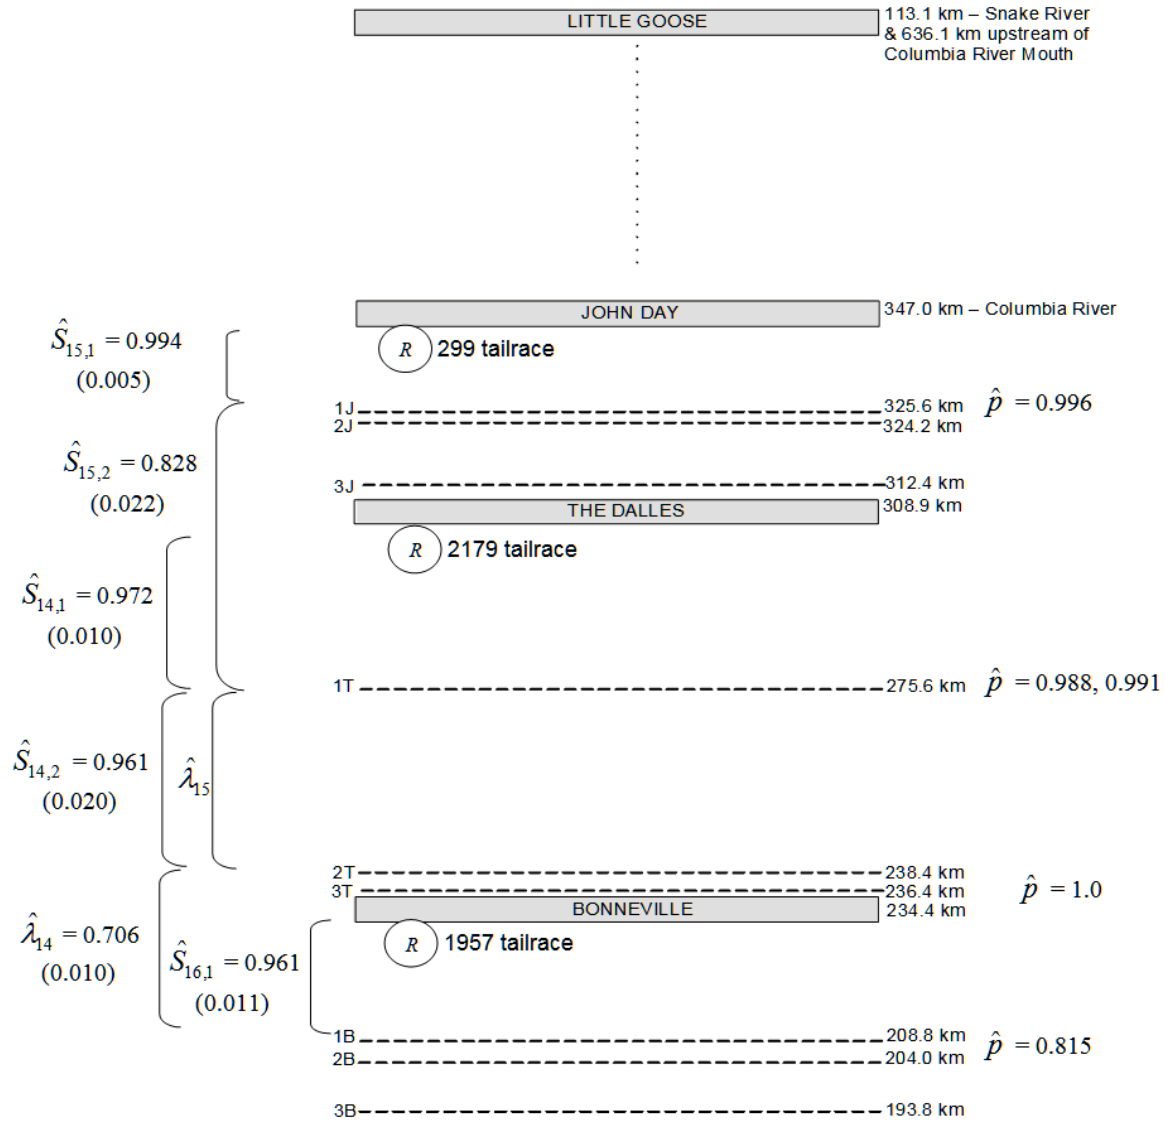 LITTLE GOOSE
113.1 km – Snake River
& 636.1 km upstream of
Columbia River Mouth
JOHN DAY
347.0 km – Columbia River
R 299 tailrace
Ŝ15,1 = 0.994
(0.005)
1J 325.6 km p̂ = 0.996
2J 324.2 km
Ŝ15,2 = 0.828
(0.022)
3J 312.4 km
THE DALLES 308.9 km
R 2179 tailrace
Ŝ14,1 = 0.972
(0.010)
1T 275.6 km p̂ = 0.988, 0.991
Ŝ14,2 = 0.961
(0.020)
λ̂15
2T 238.4 km
3T 236.4 km p̂ = 1.0
BONNEVILLE 234.4 km
R 1957 tailrace
λ̂14 = 0.706
(0.010)
Ŝ16,1 = 0.961
(0.011)
1B 208.8 km p̂ = 0.815
2B 204.0 km
3B 193.8 km